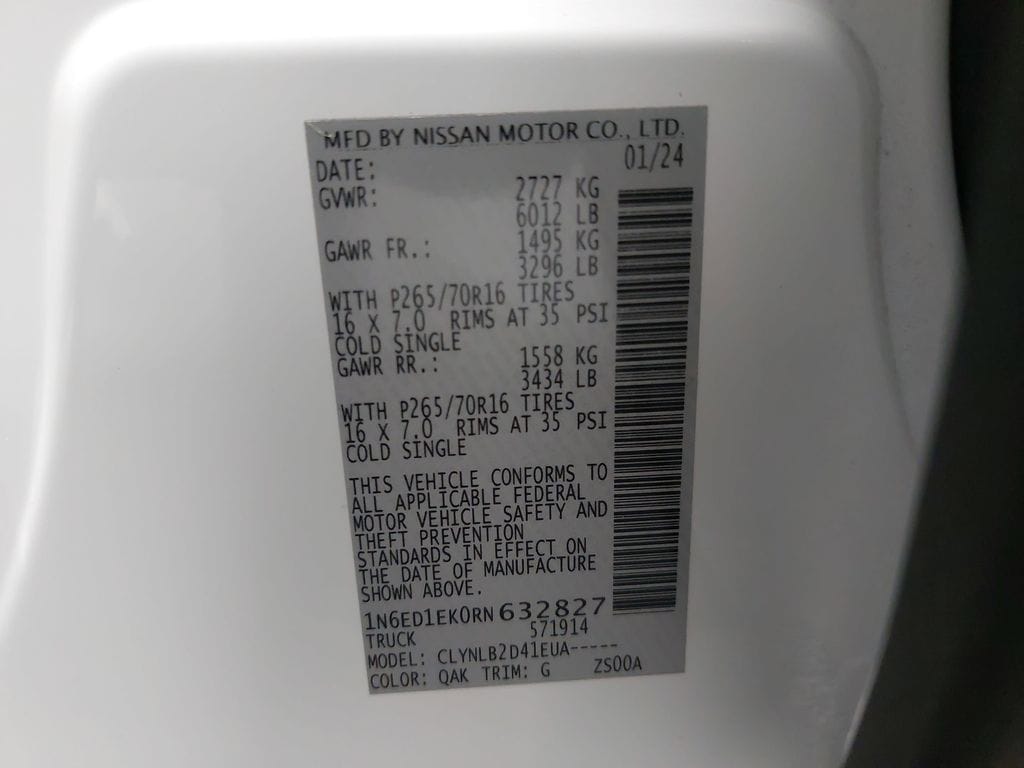 MFD BY NISSAN MOTOR CO., LTD.
DATE: 01/24
GVWR: 2727 KG
6012 LB
GAWR FR.: 1495 KG
3296 LB
WITH P265/70R16 TIRES
16 X 7.0 RIMS AT 35 PSI
COLD SINGLE
GAWR RR.: 1558 KG
3434 LB
WITH P265/70R16 TIRES
16 X 7.0 RIMS AT 35 PSI
COLD SINGLE
THIS VEHICLE CONFORMS TO
ALL APPLICABLE FEDERAL
MOTOR VEHICLE SAFETY AND
THEFT PREVENTION
STANDARDS IN EFFECT ON
THE DATE OF MANUFACTURE
SHOWN ABOVE.
1N6ED1EK0RN632827
TRUCK 571914
MODEL: CLYNLB2D41EUA-----
COLOR: QAK TRIM: G ZS00A